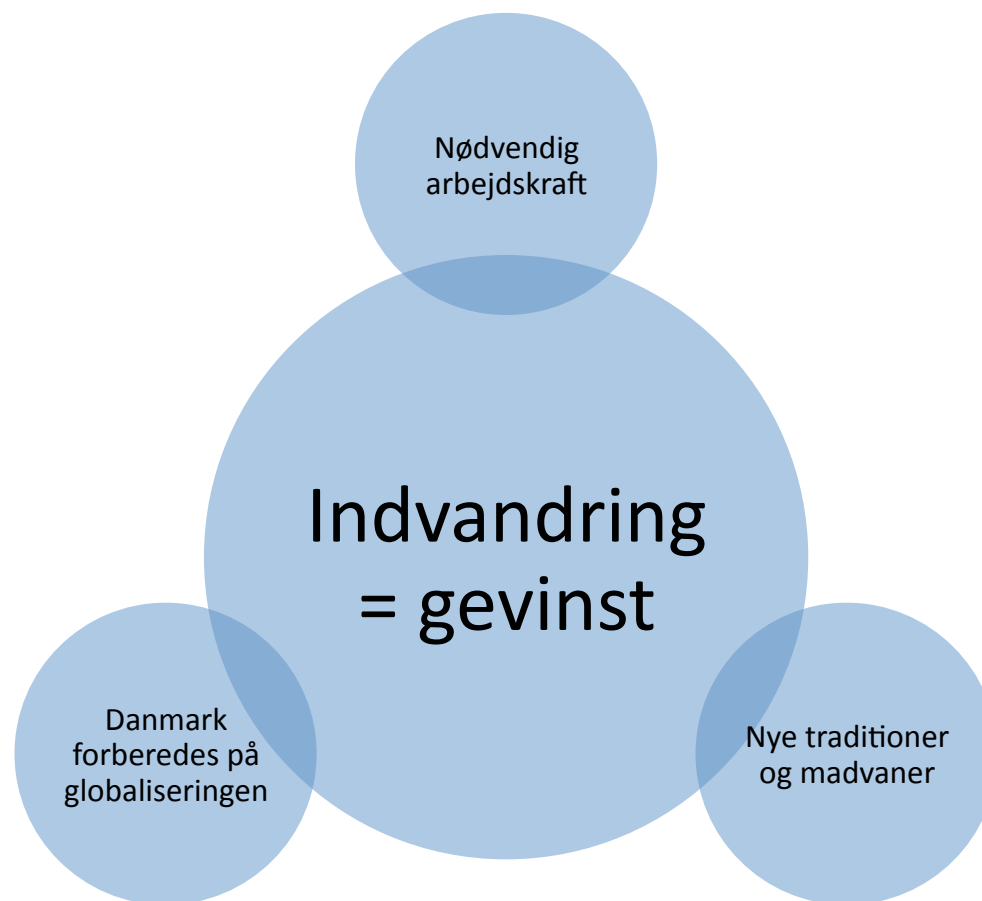 Nødvendig
arbejdskraft
Indvandring
= gevinst
Danmark
forberedes på
globaliseringen
Nye traditioner
og madvaner